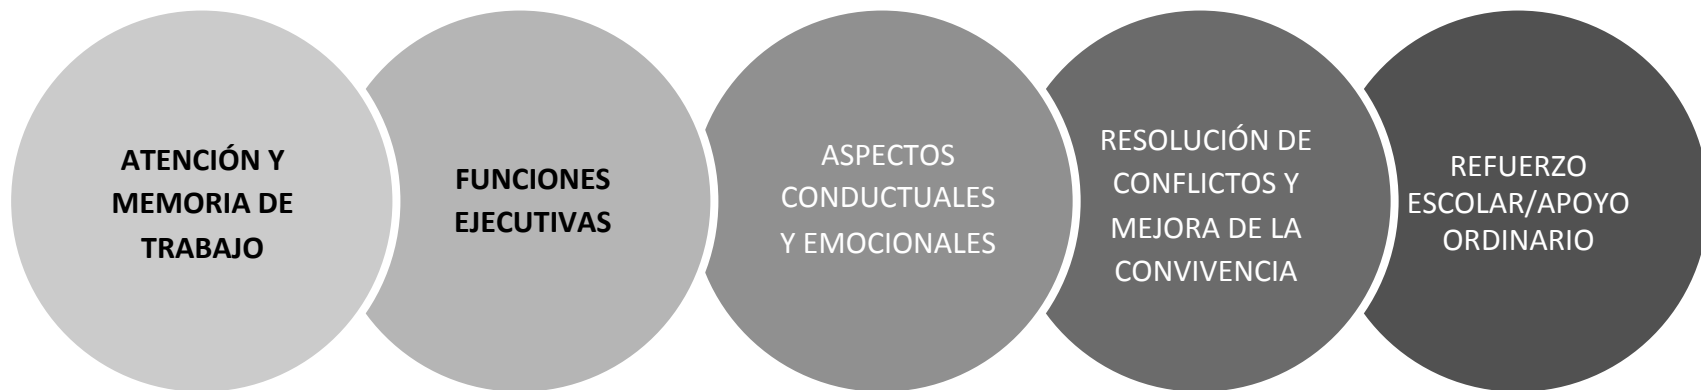 ATENCIÓN Y
MEMORIA DE
TRABAJO
FUNCIONES
EJECUTIVAS
ASPECTOS
CONDUCTUALES
Y EMOCIONALES
RESOLUCIÓN DE
CONFLICTOS Y
MEJORA DE LA
CONVIVENCIA
REFUERZO
ESCOLAR/APOYO
ORDINARIO